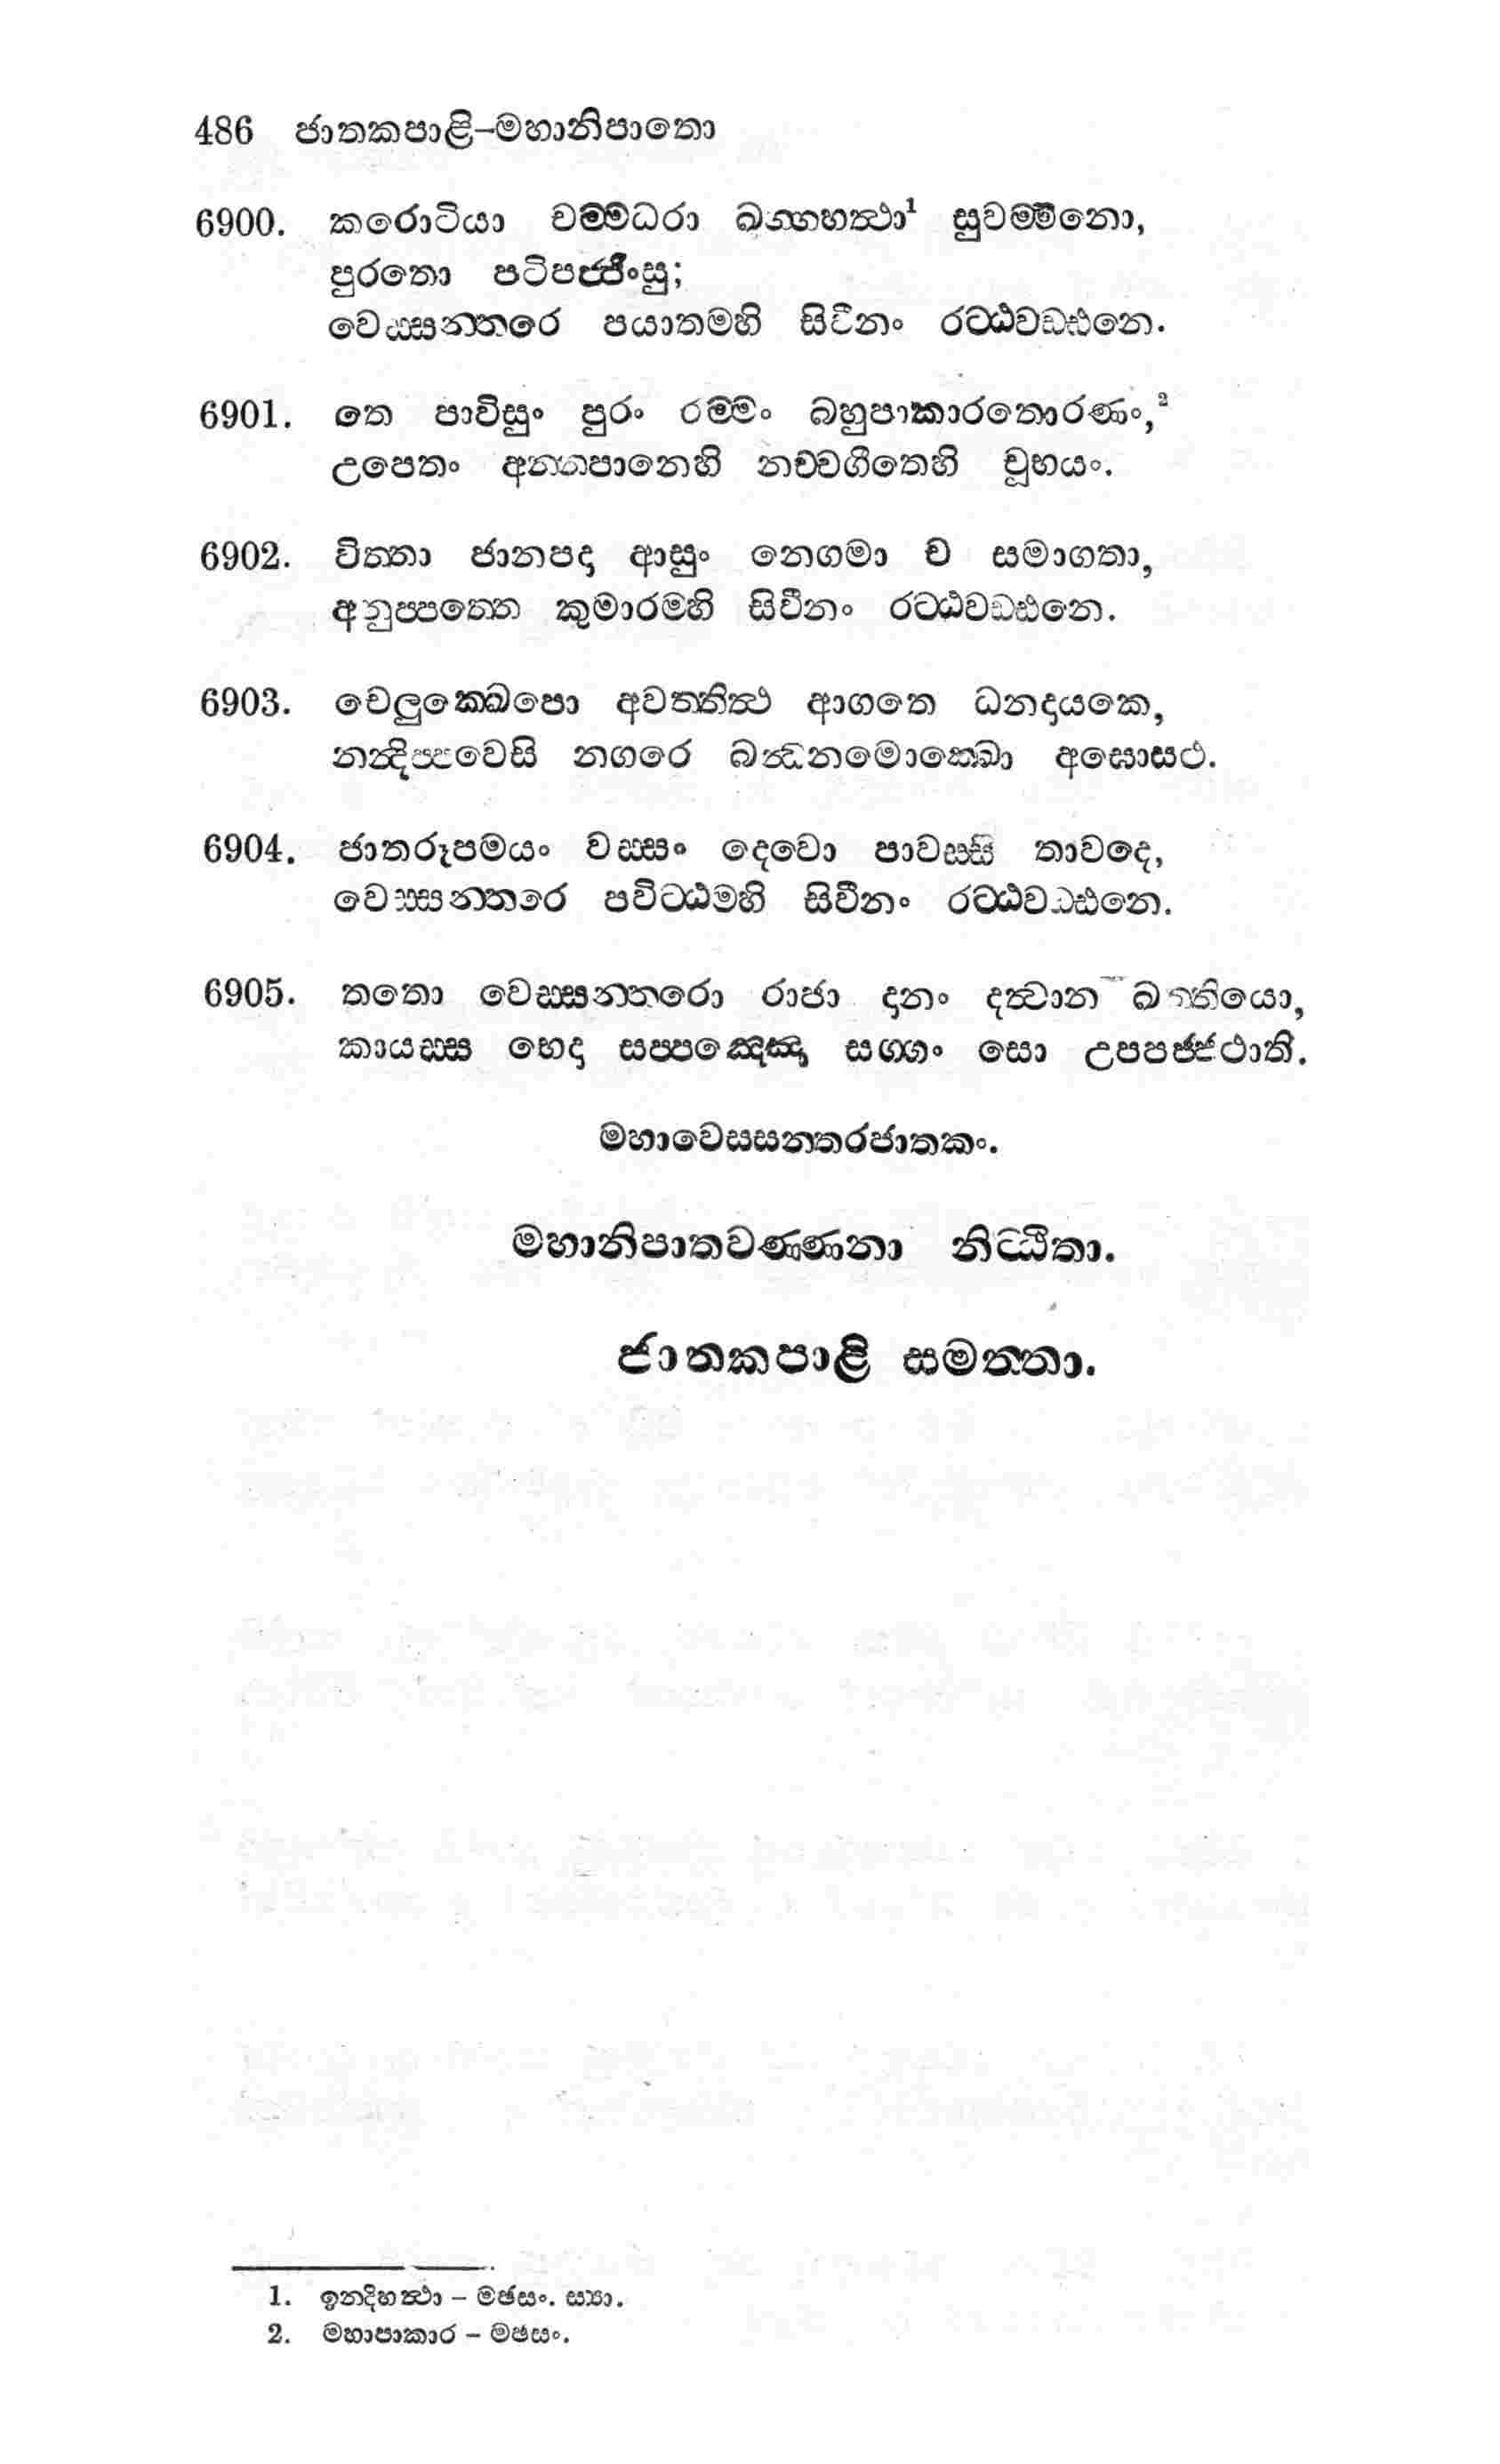 486 ජාතකපාළි-මහානිපාතො
6900. කරොටියා චම්මධරා ඛග්ගහත්ථා¹ සුවම්මිනො,
පුරතො පටිපජ්ජිංසු;
වෙස්සන්තරෙ පයාතම්හි සිවීනං රට්ඨවඩ්ඪනෙ.
6901. තෙ පාවිසුං පුරං රම්මං බහුපාකාරතොරණං,²
උපෙතං අන්නපානෙහි නච්චගීතෙහි චූභයං.
6902. චිත්තා ජානපදා ආසුං නෙගමා ච සමාගතා,
අනුප්පත්තෙ කුමාරම්හි සිවීනං රට්ඨවඩ්ඪනෙ.
6903. චෙලුක්ඛෙපො අවත්තිත්ථ ආගතෙ ධනදායකෙ,
නන්දිප්පවෙසි නගරෙ බන්ධනමොක්ඛො අඝොසථ.
6904. ජාතරූපමයං වස්සං දෙවො පාවස්සි තාවදෙ,
වෙස්සන්තරෙ පවිට්ඨම්හි සිවීනං රට්ඨවඩ්ඪනෙ.
6905. තතො වෙස්සන්තරො රාජා දානං දත්වාන ඛත්තියො,
කායස්ස භෙදා සප්පඤ්ඤො සග්ගං සො උපපජ්ජථාති.
මහාවෙස්සන්තරජාතකං.
මහානිපාතවණ්ණනා නිට්ඨිතා.
ජාතකපාළි සමත්තා.
1. ඉන්දිහත්ථා - මඡසං. ස්‍යා.
2. මහාපාකාර - මඡසං.